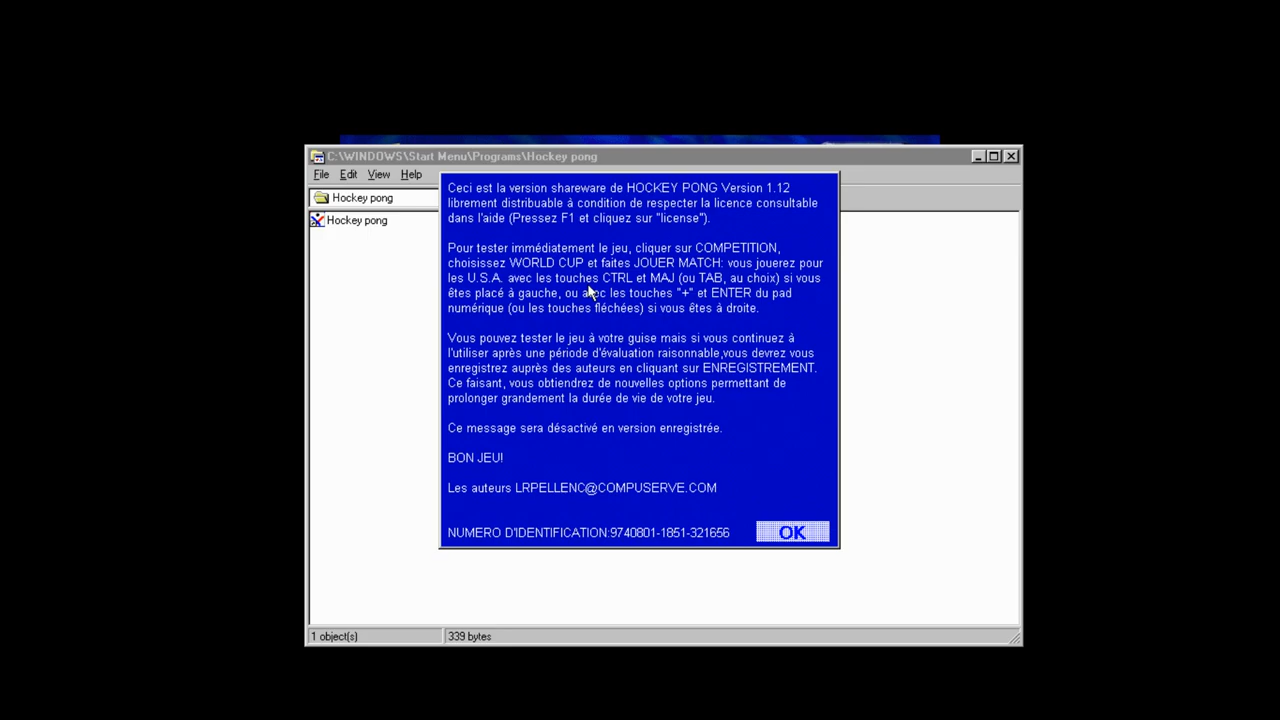 C:\WINDOWS\Start Menu\Programs\Hockey pong
File Edit View Help
Hockey pong
Hockey pong
Ceci est la version shareware de HOCKEY PONG Version 1.12
librement distribuable à condition de respecter la licence consultable
dans l'aide (Pressez F1 et cliquez sur "license").
Pour tester immédiatement le jeu, cliquer sur COMPETITION,
choisissez WORLD CUP et faites JOUER MATCH: vous jouerez pour
les U.S.A. avec les touches CTRL et MAJ (ou TAB, au choix) si vous
êtes placé à gauche, ou avec les touches "+" et ENTER du pad
numérique (ou les touches fléchées) si vous êtes à droite.
Vous pouvez tester le jeu à votre guise mais si vous continuez à
l'utiliser après une période d'évaluation raisonnable,vous devrez vous
enregistrez auprès des auteurs en cliquant sur ENREGISTREMENT.
Ce faisant, vous obtiendrez de nouvelles options permettant de
prolonger grandement la durée de vie de votre jeu.
Ce message sera désactivé en version enregistrée.
BON JEU!
Les auteurs LRPELLENC@COMPUSERVE.COM
NUMERO D'IDENTIFICATION:9740801-1851-321656
OK
1 object(s) 339 bytes